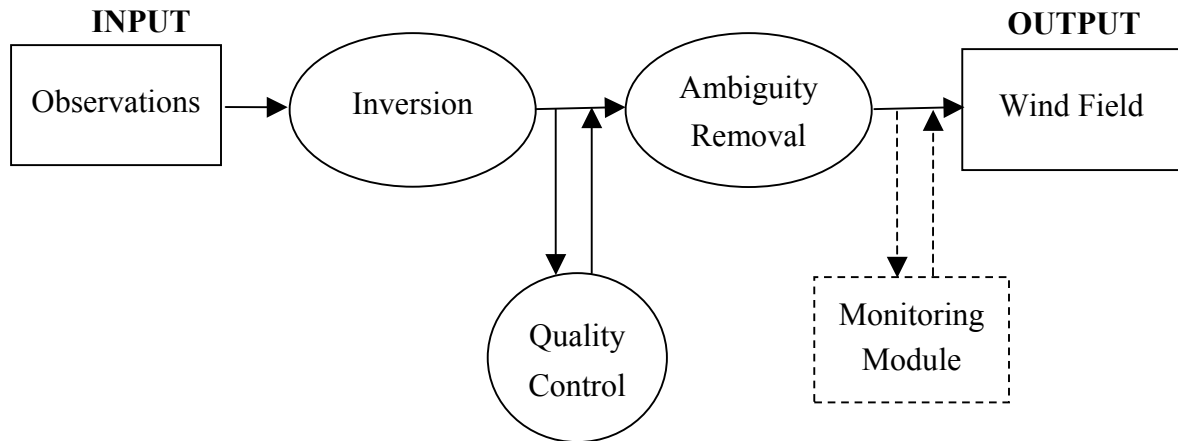 INPUT
OUTPUT
Observations
Inversion
Ambiguity
Removal
Wind Field
Quality
Control
Monitoring
Module